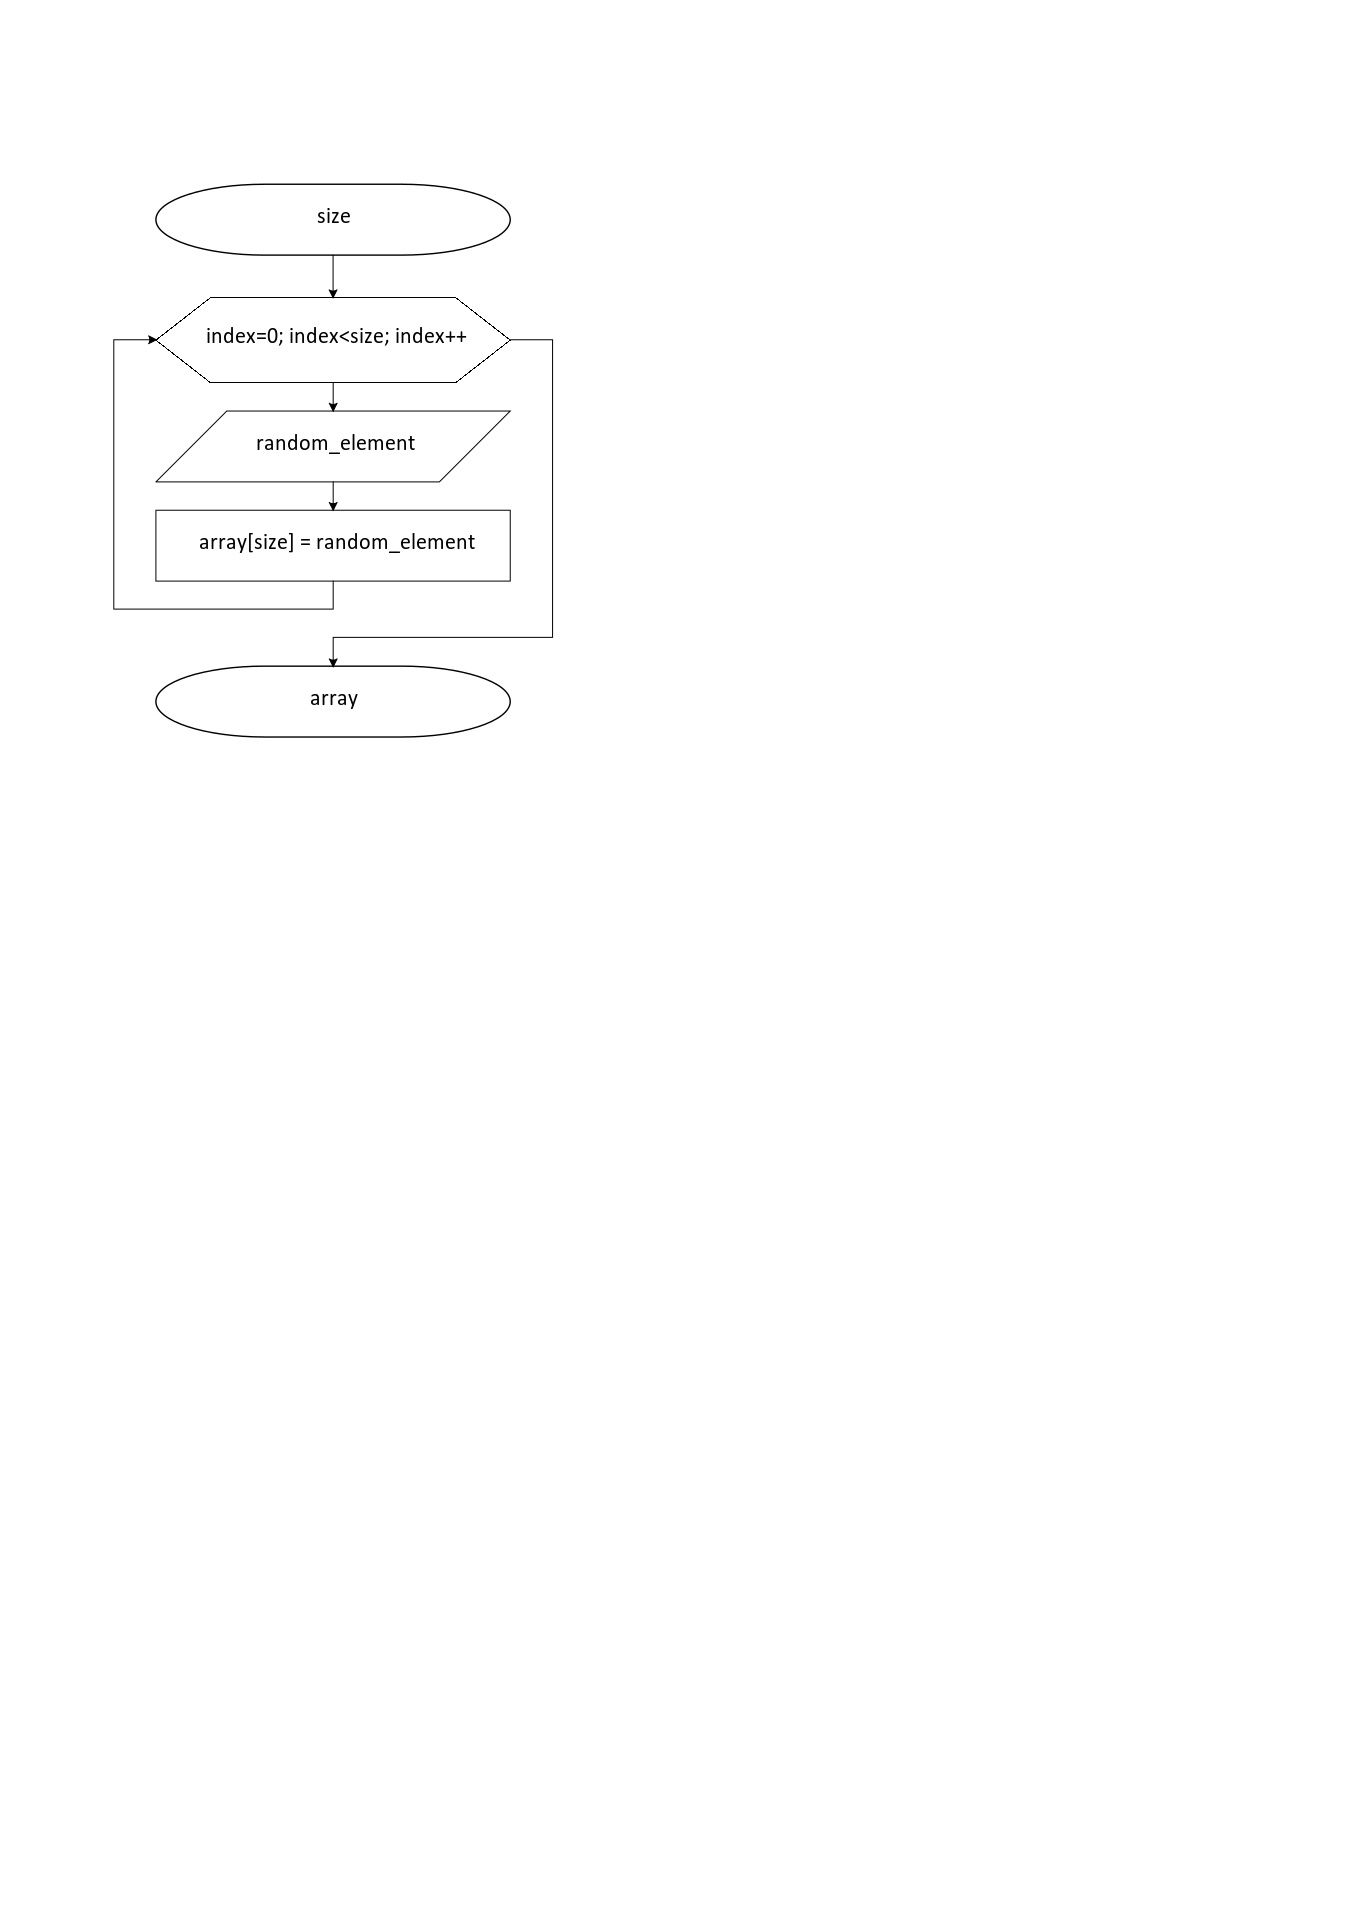 size
index=0; index<size; index++
random_element
array[size] = random_element
array